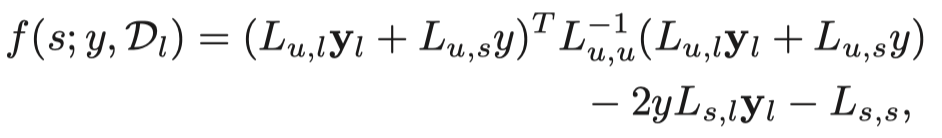 f(s; y, 𝒟_l) = (L_{u,l}𝐲_l + L_{u,s}y)^T L_{u,u}^{-1}(L_{u,l}𝐲_l + L_{u,s}y)
− 2yL_{s,l}𝐲_l − L_{s,s},